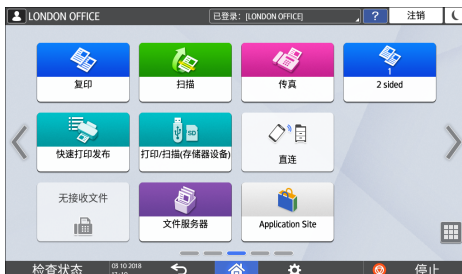 LONDON OFFICE
已登录: [LONDON OFFICE]
?
注销
复印
扫描
传真
1
2 sided
快速打印发布
SD
打印/扫描(存储器设备)
直连
无接收文件
文件服务器
Application Site
检查状态
03 10 2018
停止